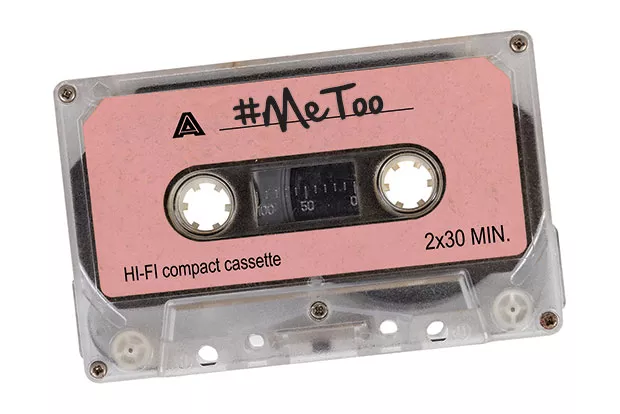 A #MeToo
100 50 0
2x30 MIN.
HI-FI compact cassette